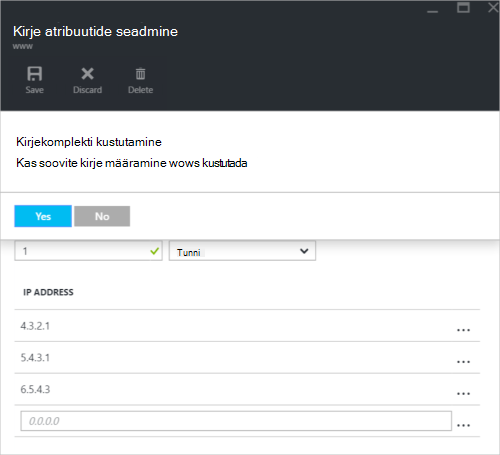 Kirje atribuutide seadmine
www
Save Discard Delete
Kirjekomplekti kustutamine
Kas soovite kirje määramine wows kustutada
Yes No
1 Tunni
IP ADDRESS
4.3.2.1 ...
5.4.3.1 ...
6.5.4.3 ...
0.0.0.0 ...